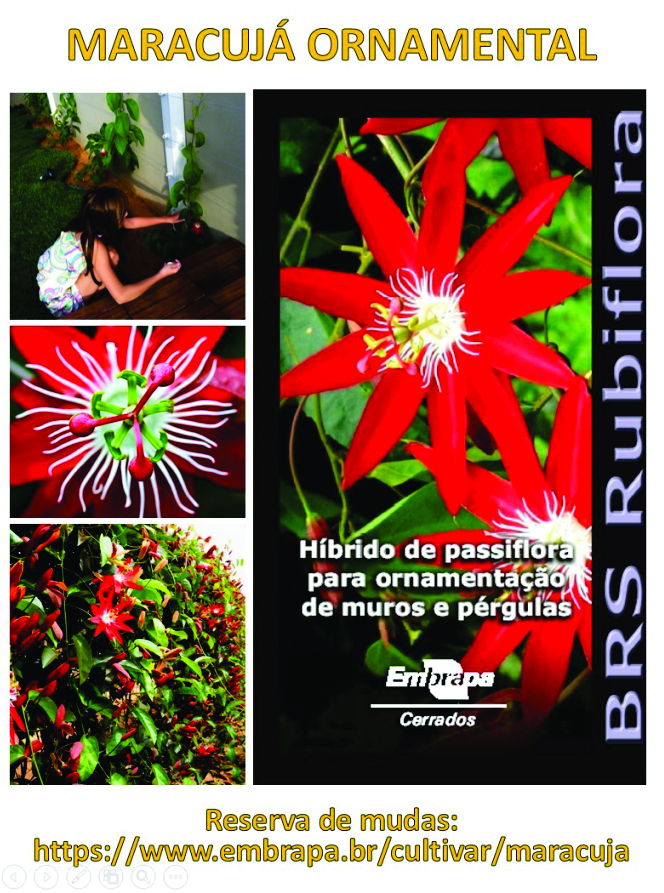 MARACUJÁ ORNAMENTAL
BRS Rubiflora
Híbrido de passiflora
para ornamentação
de muros e pérgulas
Embrapa
Cerrados
Reserva de mudas:
https://www.embrapa.br/cultivar/maracuja